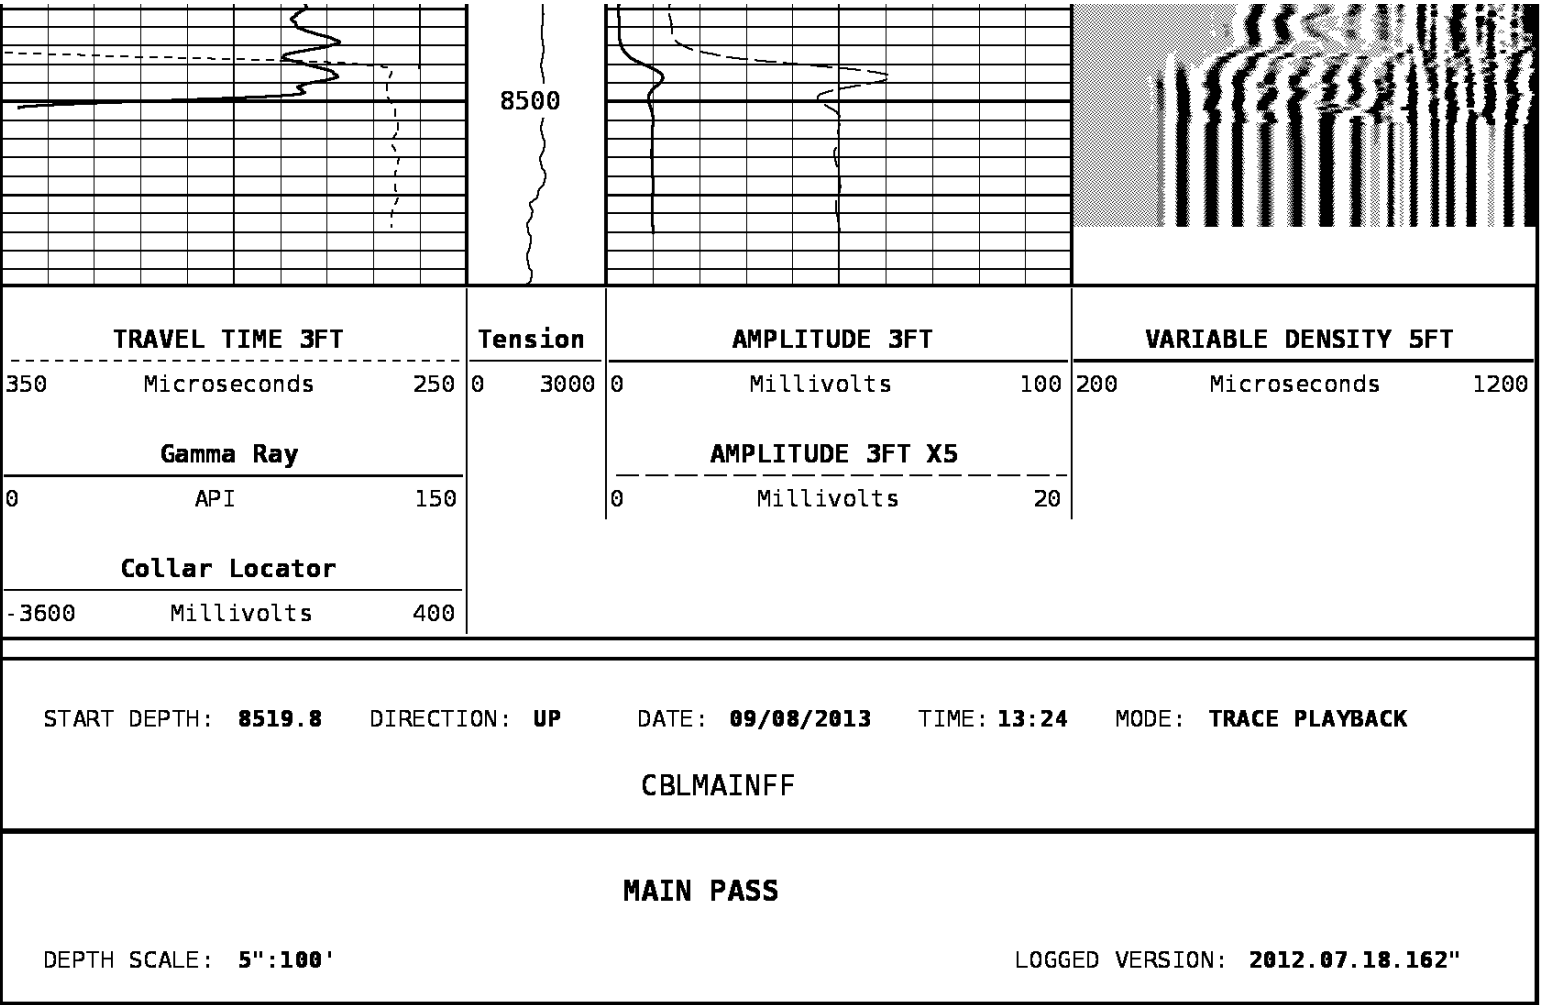 8500
TRAVEL TIME 3FT Tension AMPLITUDE 3FT VARIABLE DENSITY 5FT
350 Microseconds 250 0 3000 0 Millivolts 100 200 Microseconds 1200
Gamma Ray AMPLITUDE 3FT X5
0 API 150 0 Millivolts 20
Collar Locator
-3600 Millivolts 400
START DEPTH: 8519.8 DIRECTION: UP DATE: 09/08/2013 TIME: 13:24 MODE: TRACE PLAYBACK
CBLMAINFF
MAIN PASS
DEPTH SCALE: 5":100' LOGGED VERSION: 2012.07.18.162"